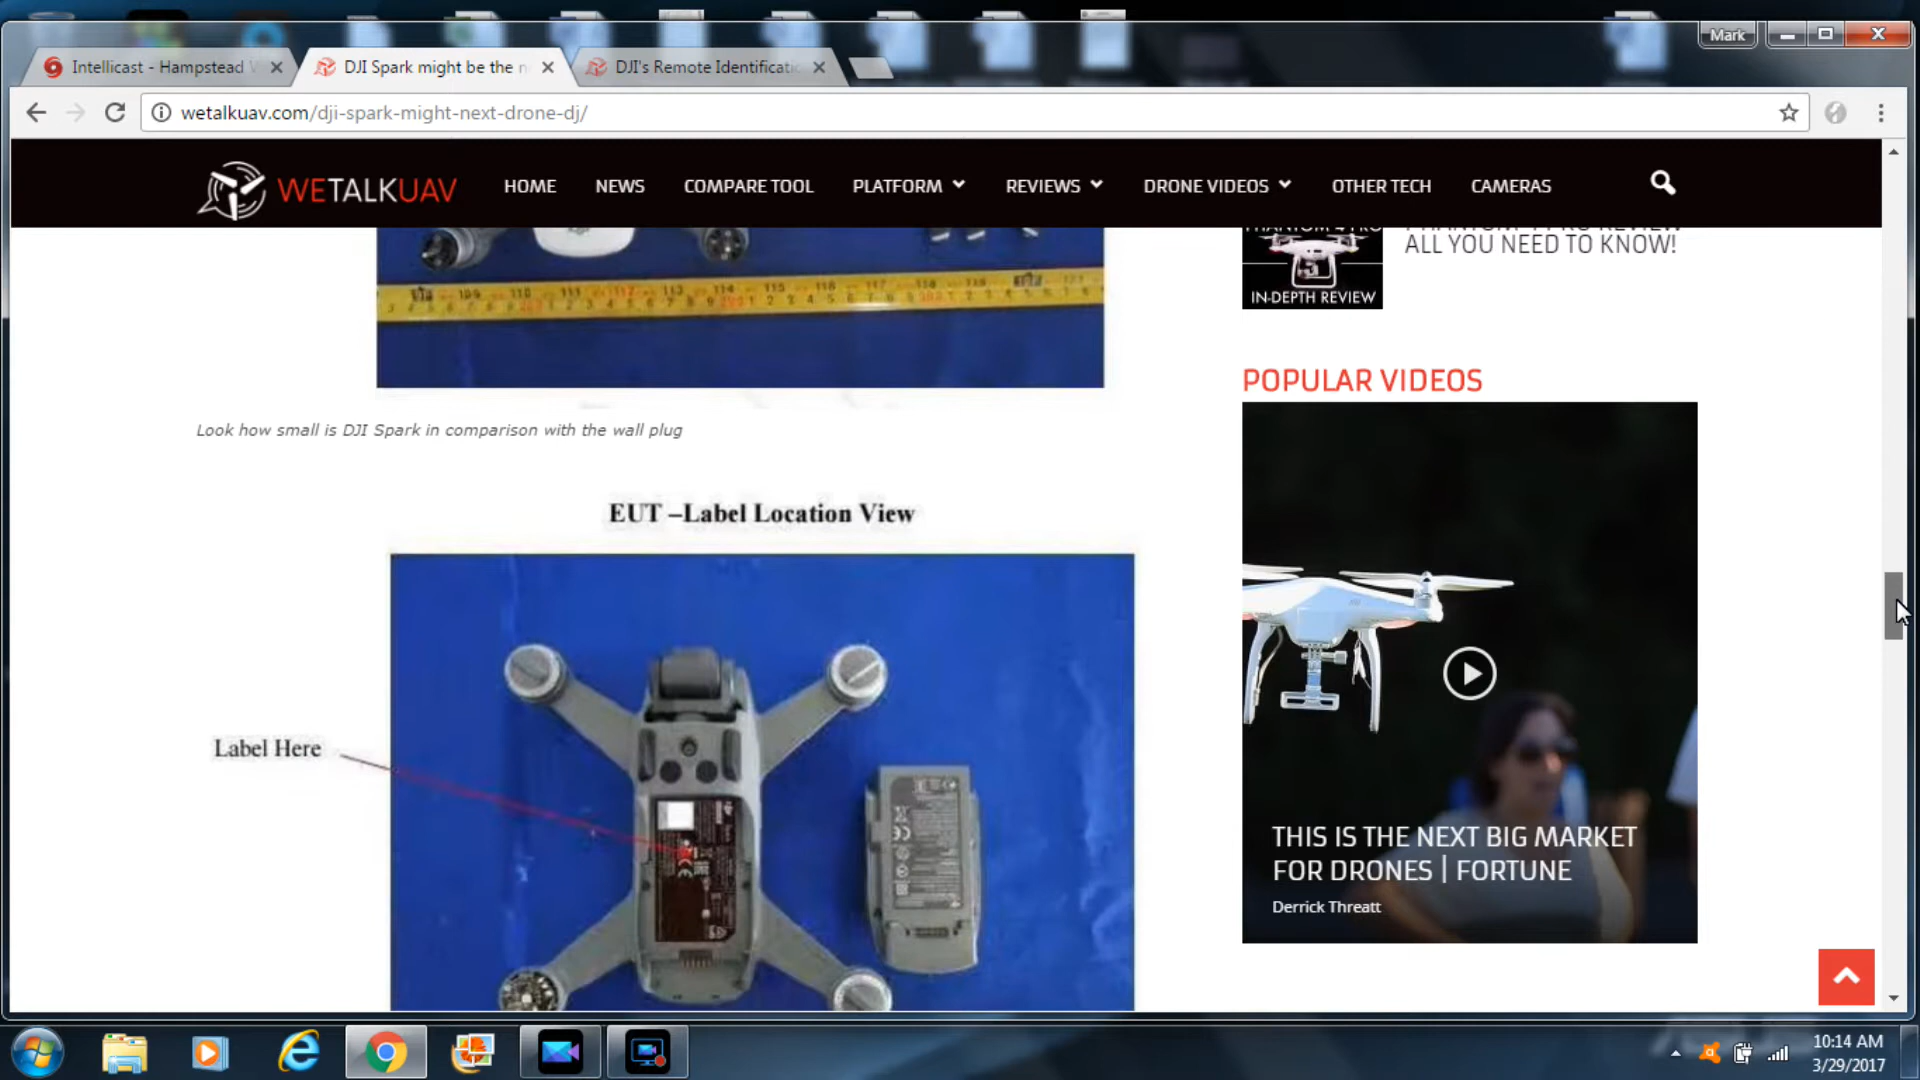 Mark
Intellicast - Hampstead
DJI Spark might be the n
DJI's Remote Identificati
wetalkuav.com/dji-spark-might-next-drone-dj/
WETALKUAV
HOME
NEWS
COMPARE TOOL
PLATFORM
REVIEWS
DRONE VIDEOS
OTHER TECH
CAMERAS
ALL YOU NEED TO KNOW!
IN-DEPTH REVIEW
POPULAR VIDEOS
Look how small is DJI Spark in comparison with the wall plug
EUT –Label Location View
Label Here
THIS IS THE NEXT BIG MARKET
FOR DRONES | FORTUNE
Derrick Threatt
10:14 AM
3/29/2017